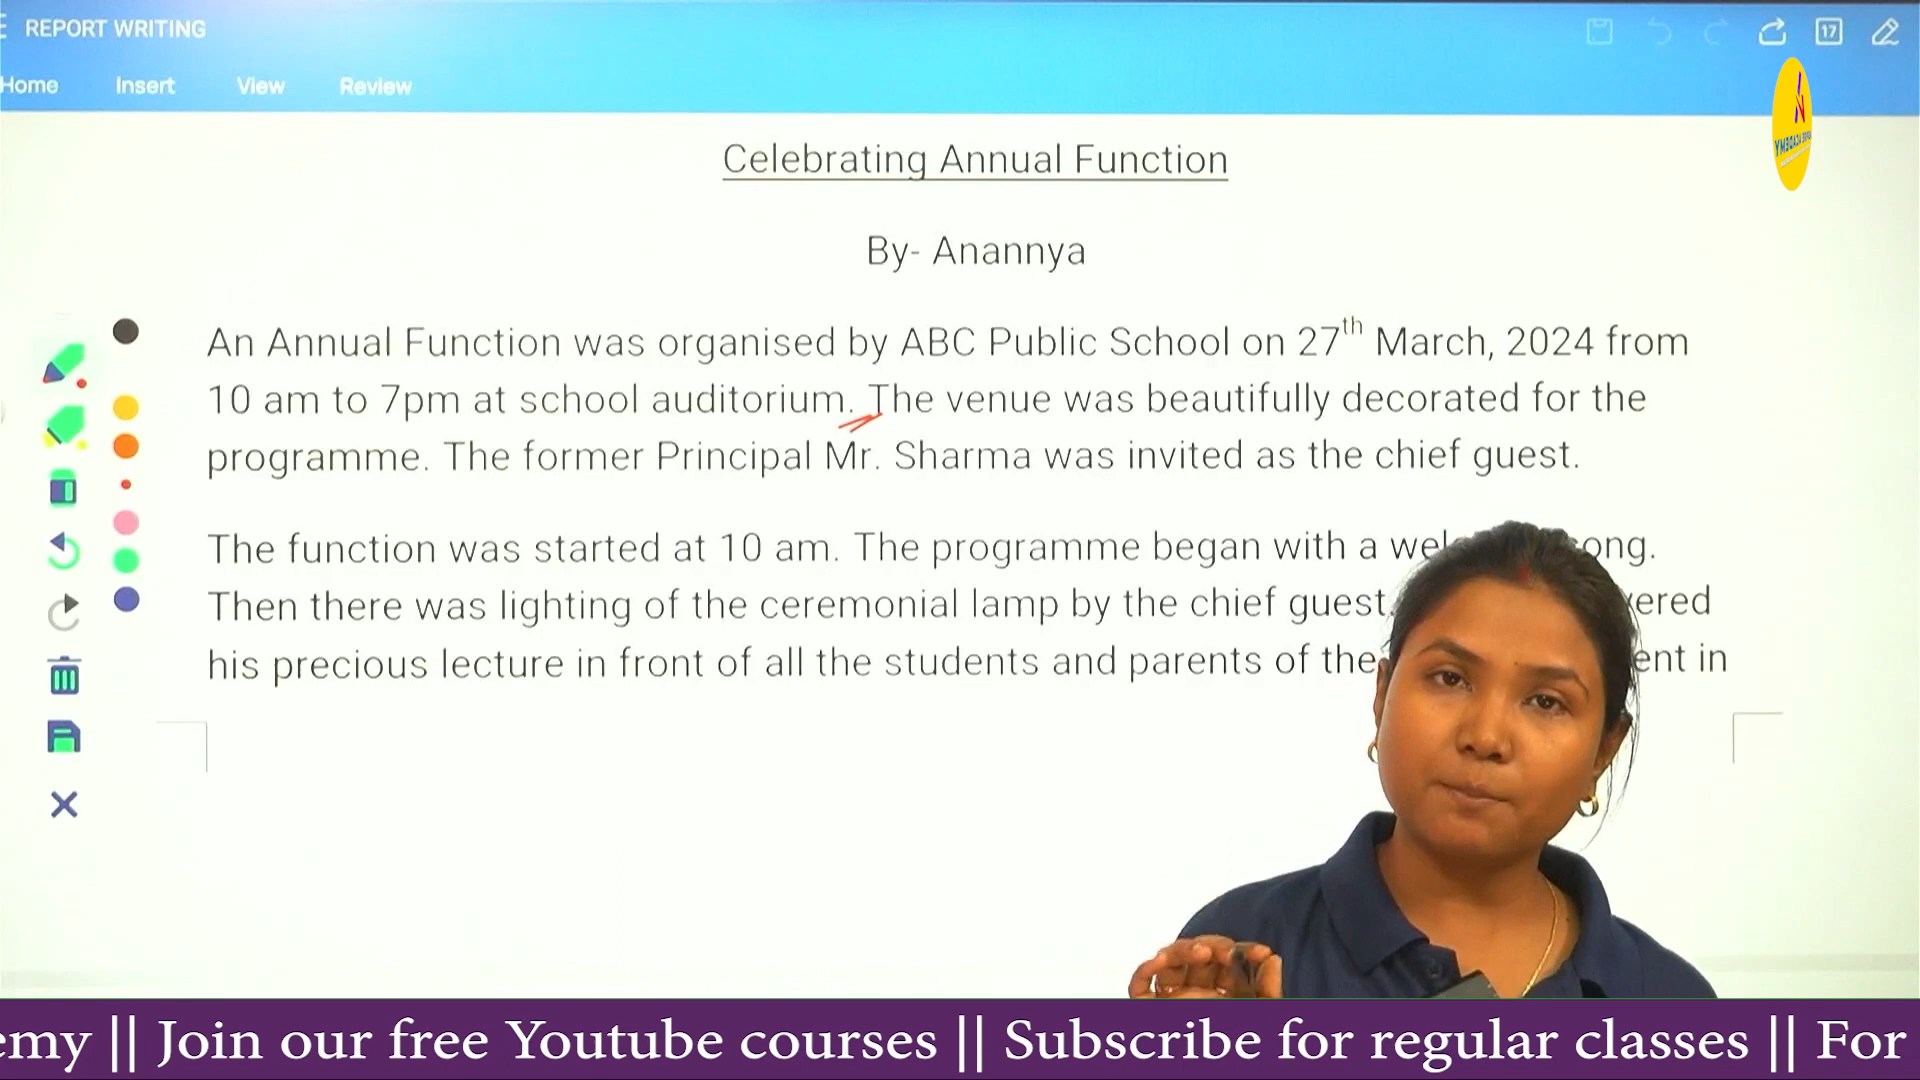 REPORT WRITING
17
Home Insert View Review
Celebrating Annual Function
By- Anannya
An Annual Function was organised by ABC Public School on 27th March, 2024 from
10 am to 7pm at school auditorium. The venue was beautifully decorated for the
programme. The former Principal Mr. Sharma was invited as the chief guest.
The function was started at 10 am. The programme began with a
Then there was lighting of the ceremonial lamp by the chief guest.
his precious lecture in front of all the students and parents of the in
|| Join our free Youtube courses || Subscribe for regular classes || For